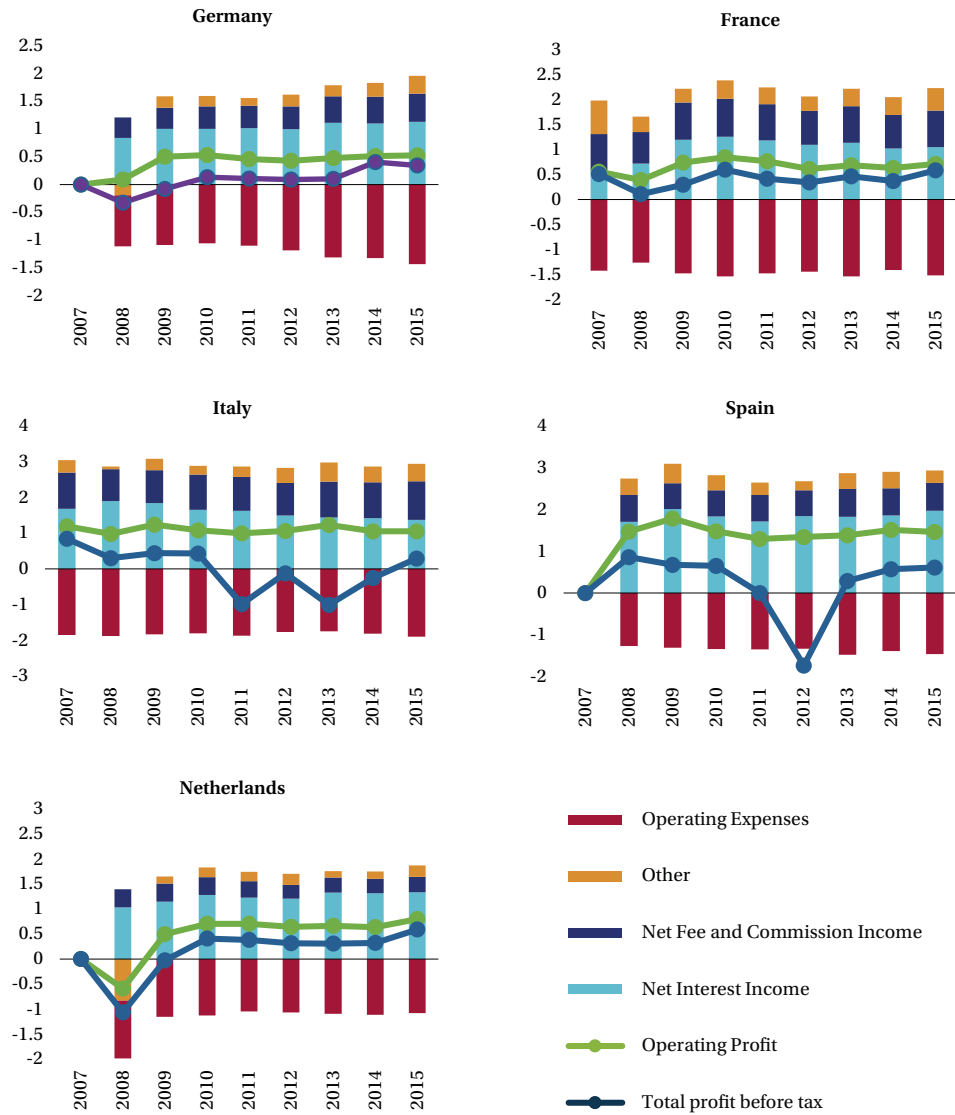 Germany
2.5
2
1.5
1
0.5
0
-0.5
-1
-1.5
-2
2007 2008 2009 2010 2011 2012 2013 2014 2015
France
3
2.5
2
1.5
1
0.5
0
-0.5
-1
-1.5
-2
2007 2008 2009 2010 2011 2012 2013 2014 2015
Italy
4
3
2
1
0
-1
-2
-3
2007 2008 2009 2010 2011 2012 2013 2014 2015
Spain
4
3
2
1
0
-1
-2
2007 2008 2009 2010 2011 2012 2013 2014 2015
Netherlands
3
2.5
2
1.5
1
0.5
0
-0.5
-1
-1.5
-2
2007 2008 2009 2010 2011 2012 2013 2014 2015
Operating Expenses
Other
Net Fee and Commission Income
Net Interest Income
Operating Profit
Total profit before tax